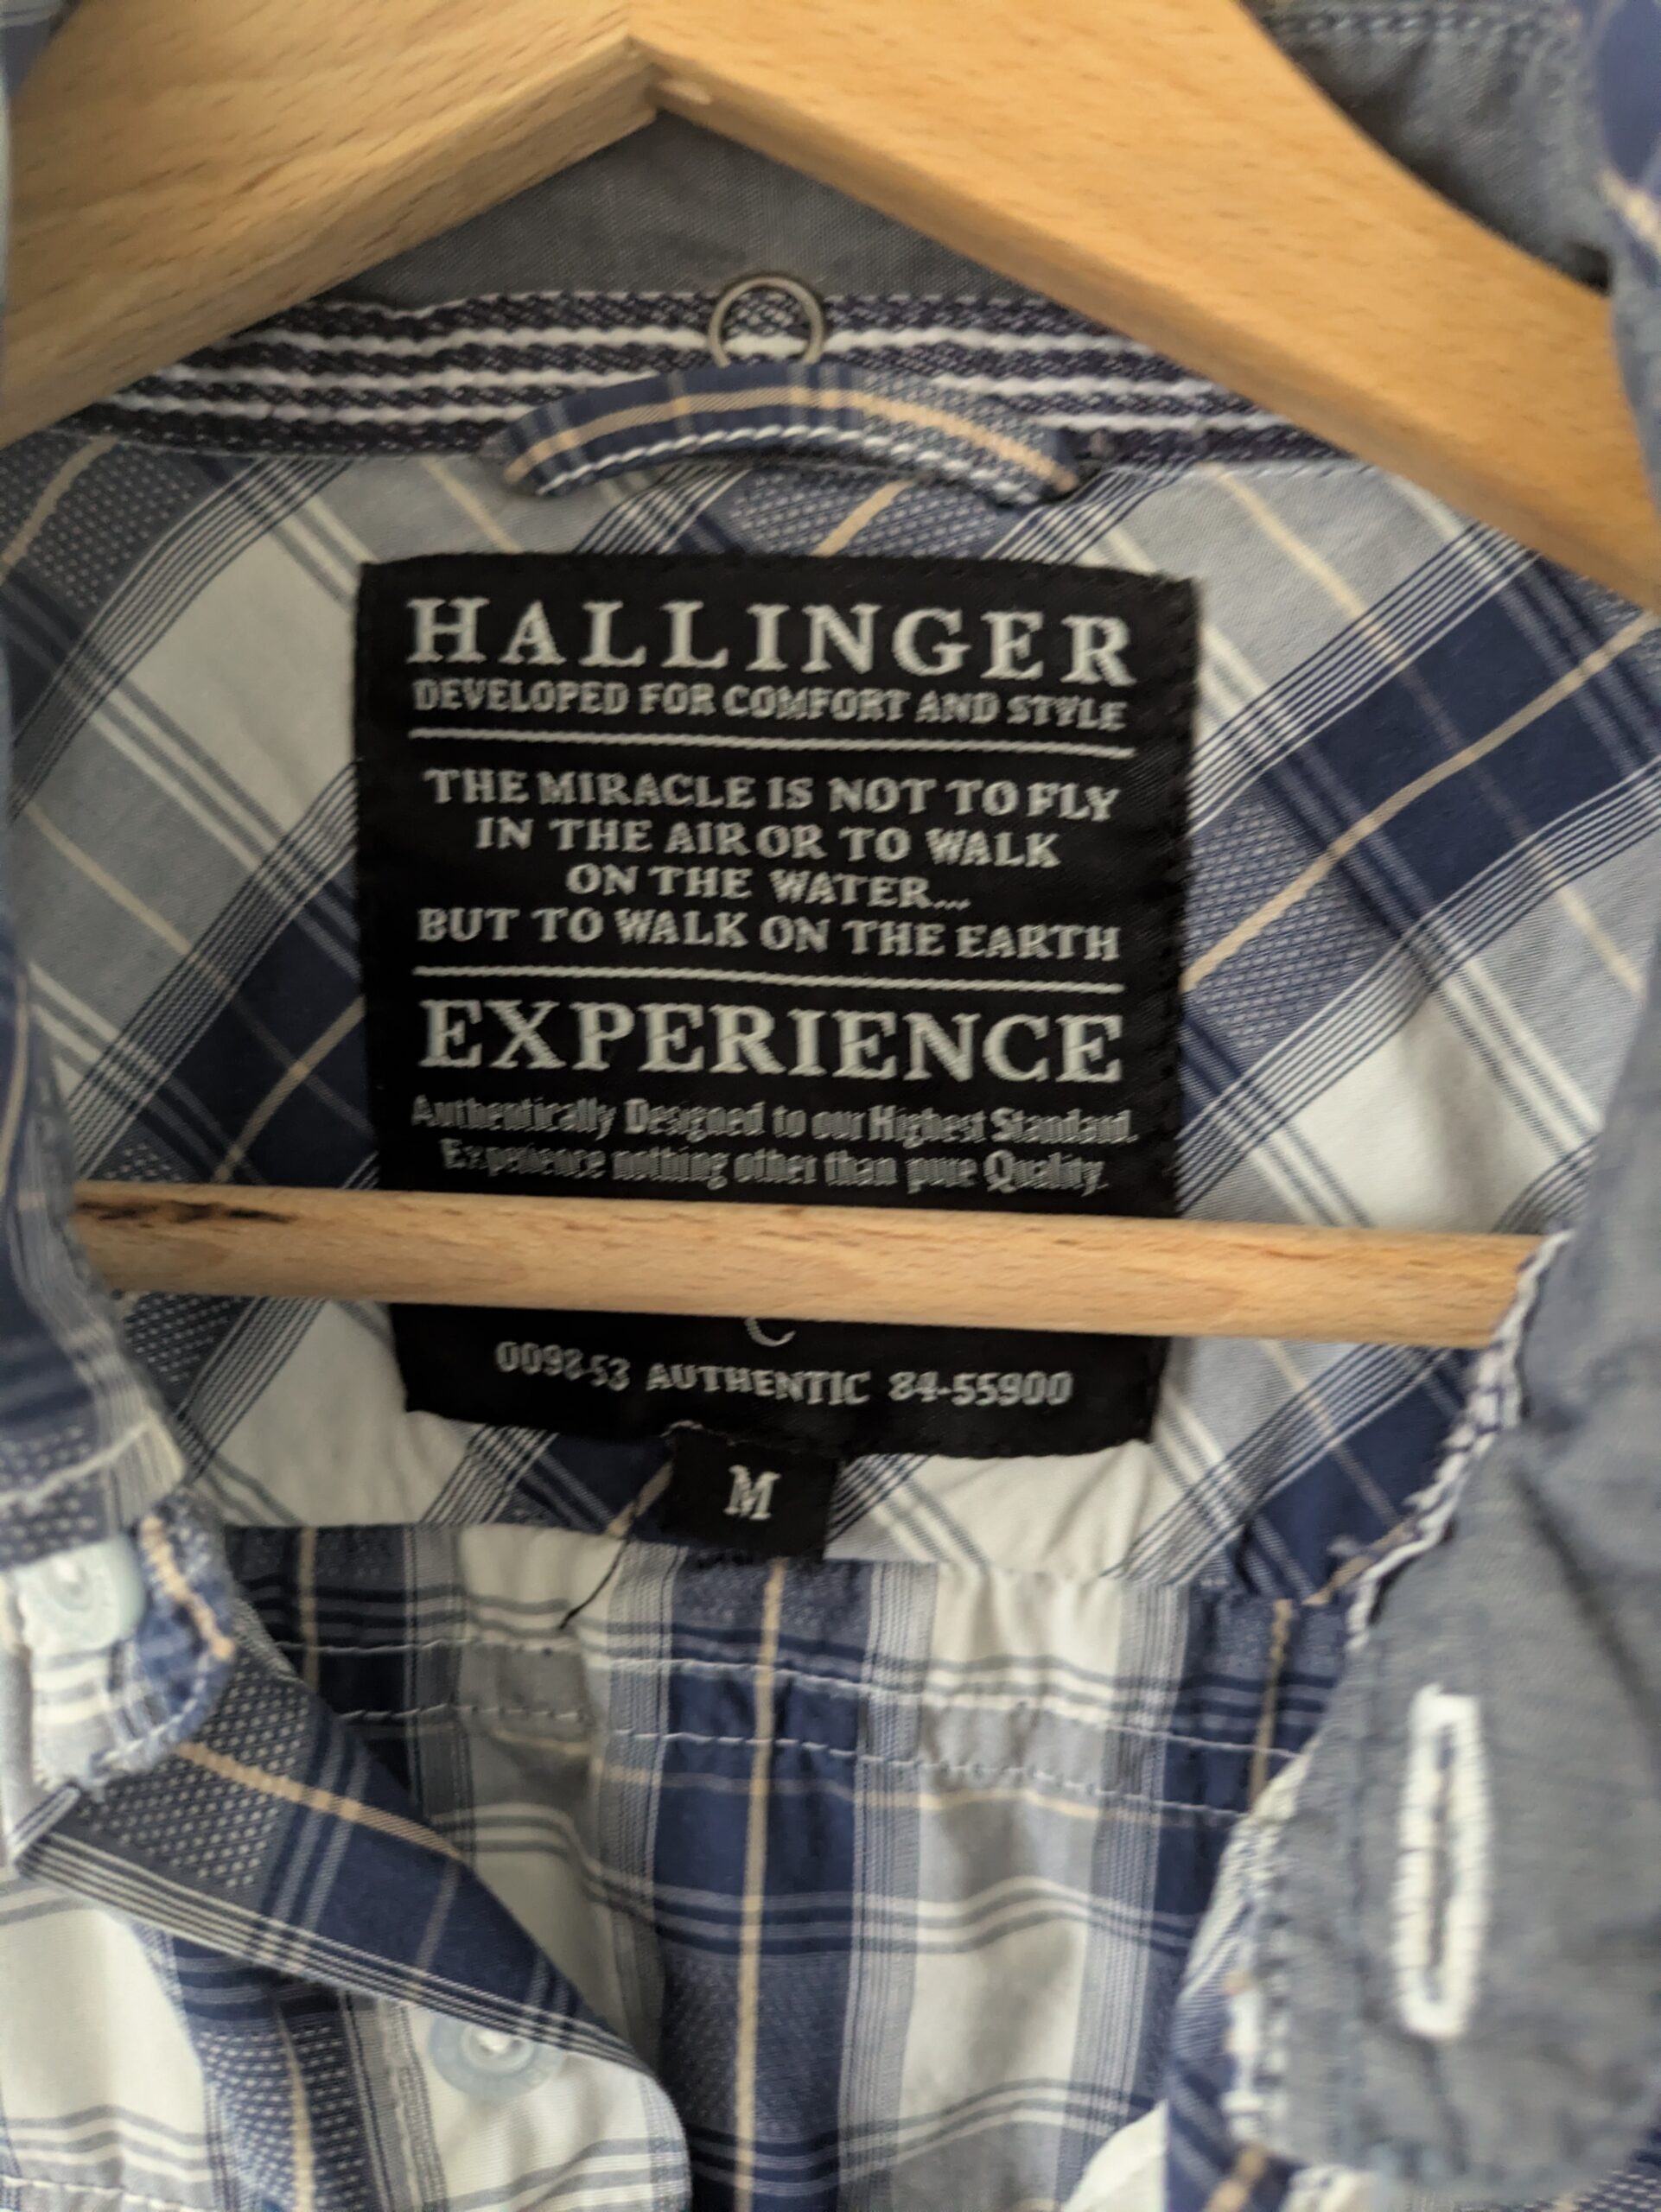 HALLINGER
DEVELOPED FOR COMFORT AND STYLE
THE MIRACLE IS NOT TO FLY
IN THE AIR OR TO WALK
ON THE WATER...
BUT TO WALK ON THE EARTH
EXPERIENCE
Authentically Designed to our Highest Standard.
Experience nothing other than pure Quality.
0098-53 AUTHENTIC 84-55900
M